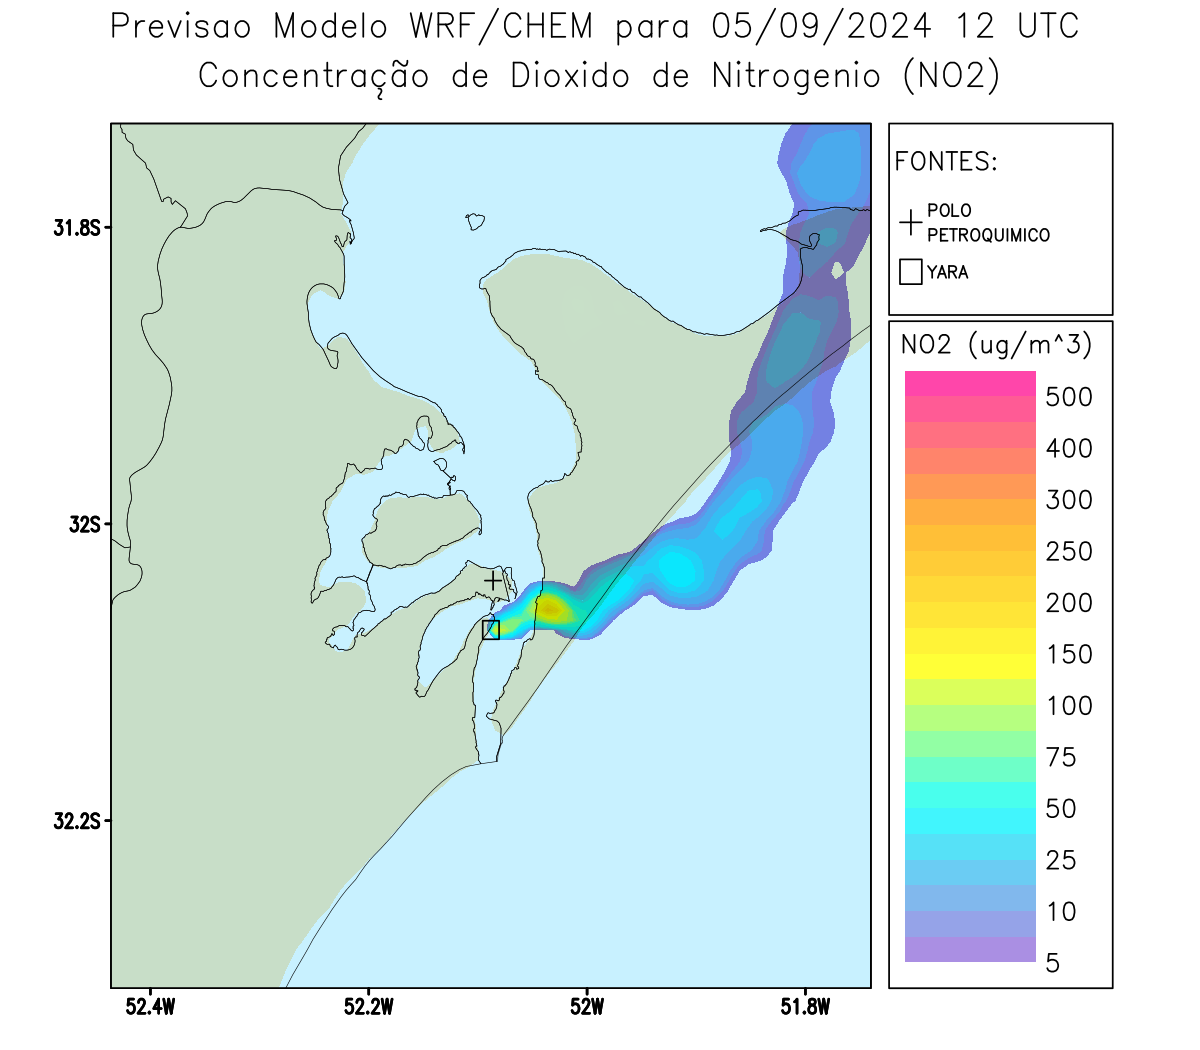 Previsao Modelo WRF/CHEM para 05/09/2024 12 UTC
Concentração de Dioxido de Nitrogenio (NO2)
FONTES:
POLO
PETROQUIMICO
YARA
31.8S
32S
32.2S
52.4W
52.2W
52W
51.8W
NO2 (ug/m^3)
500
400
300
250
200
150
100
75
50
25
10
5